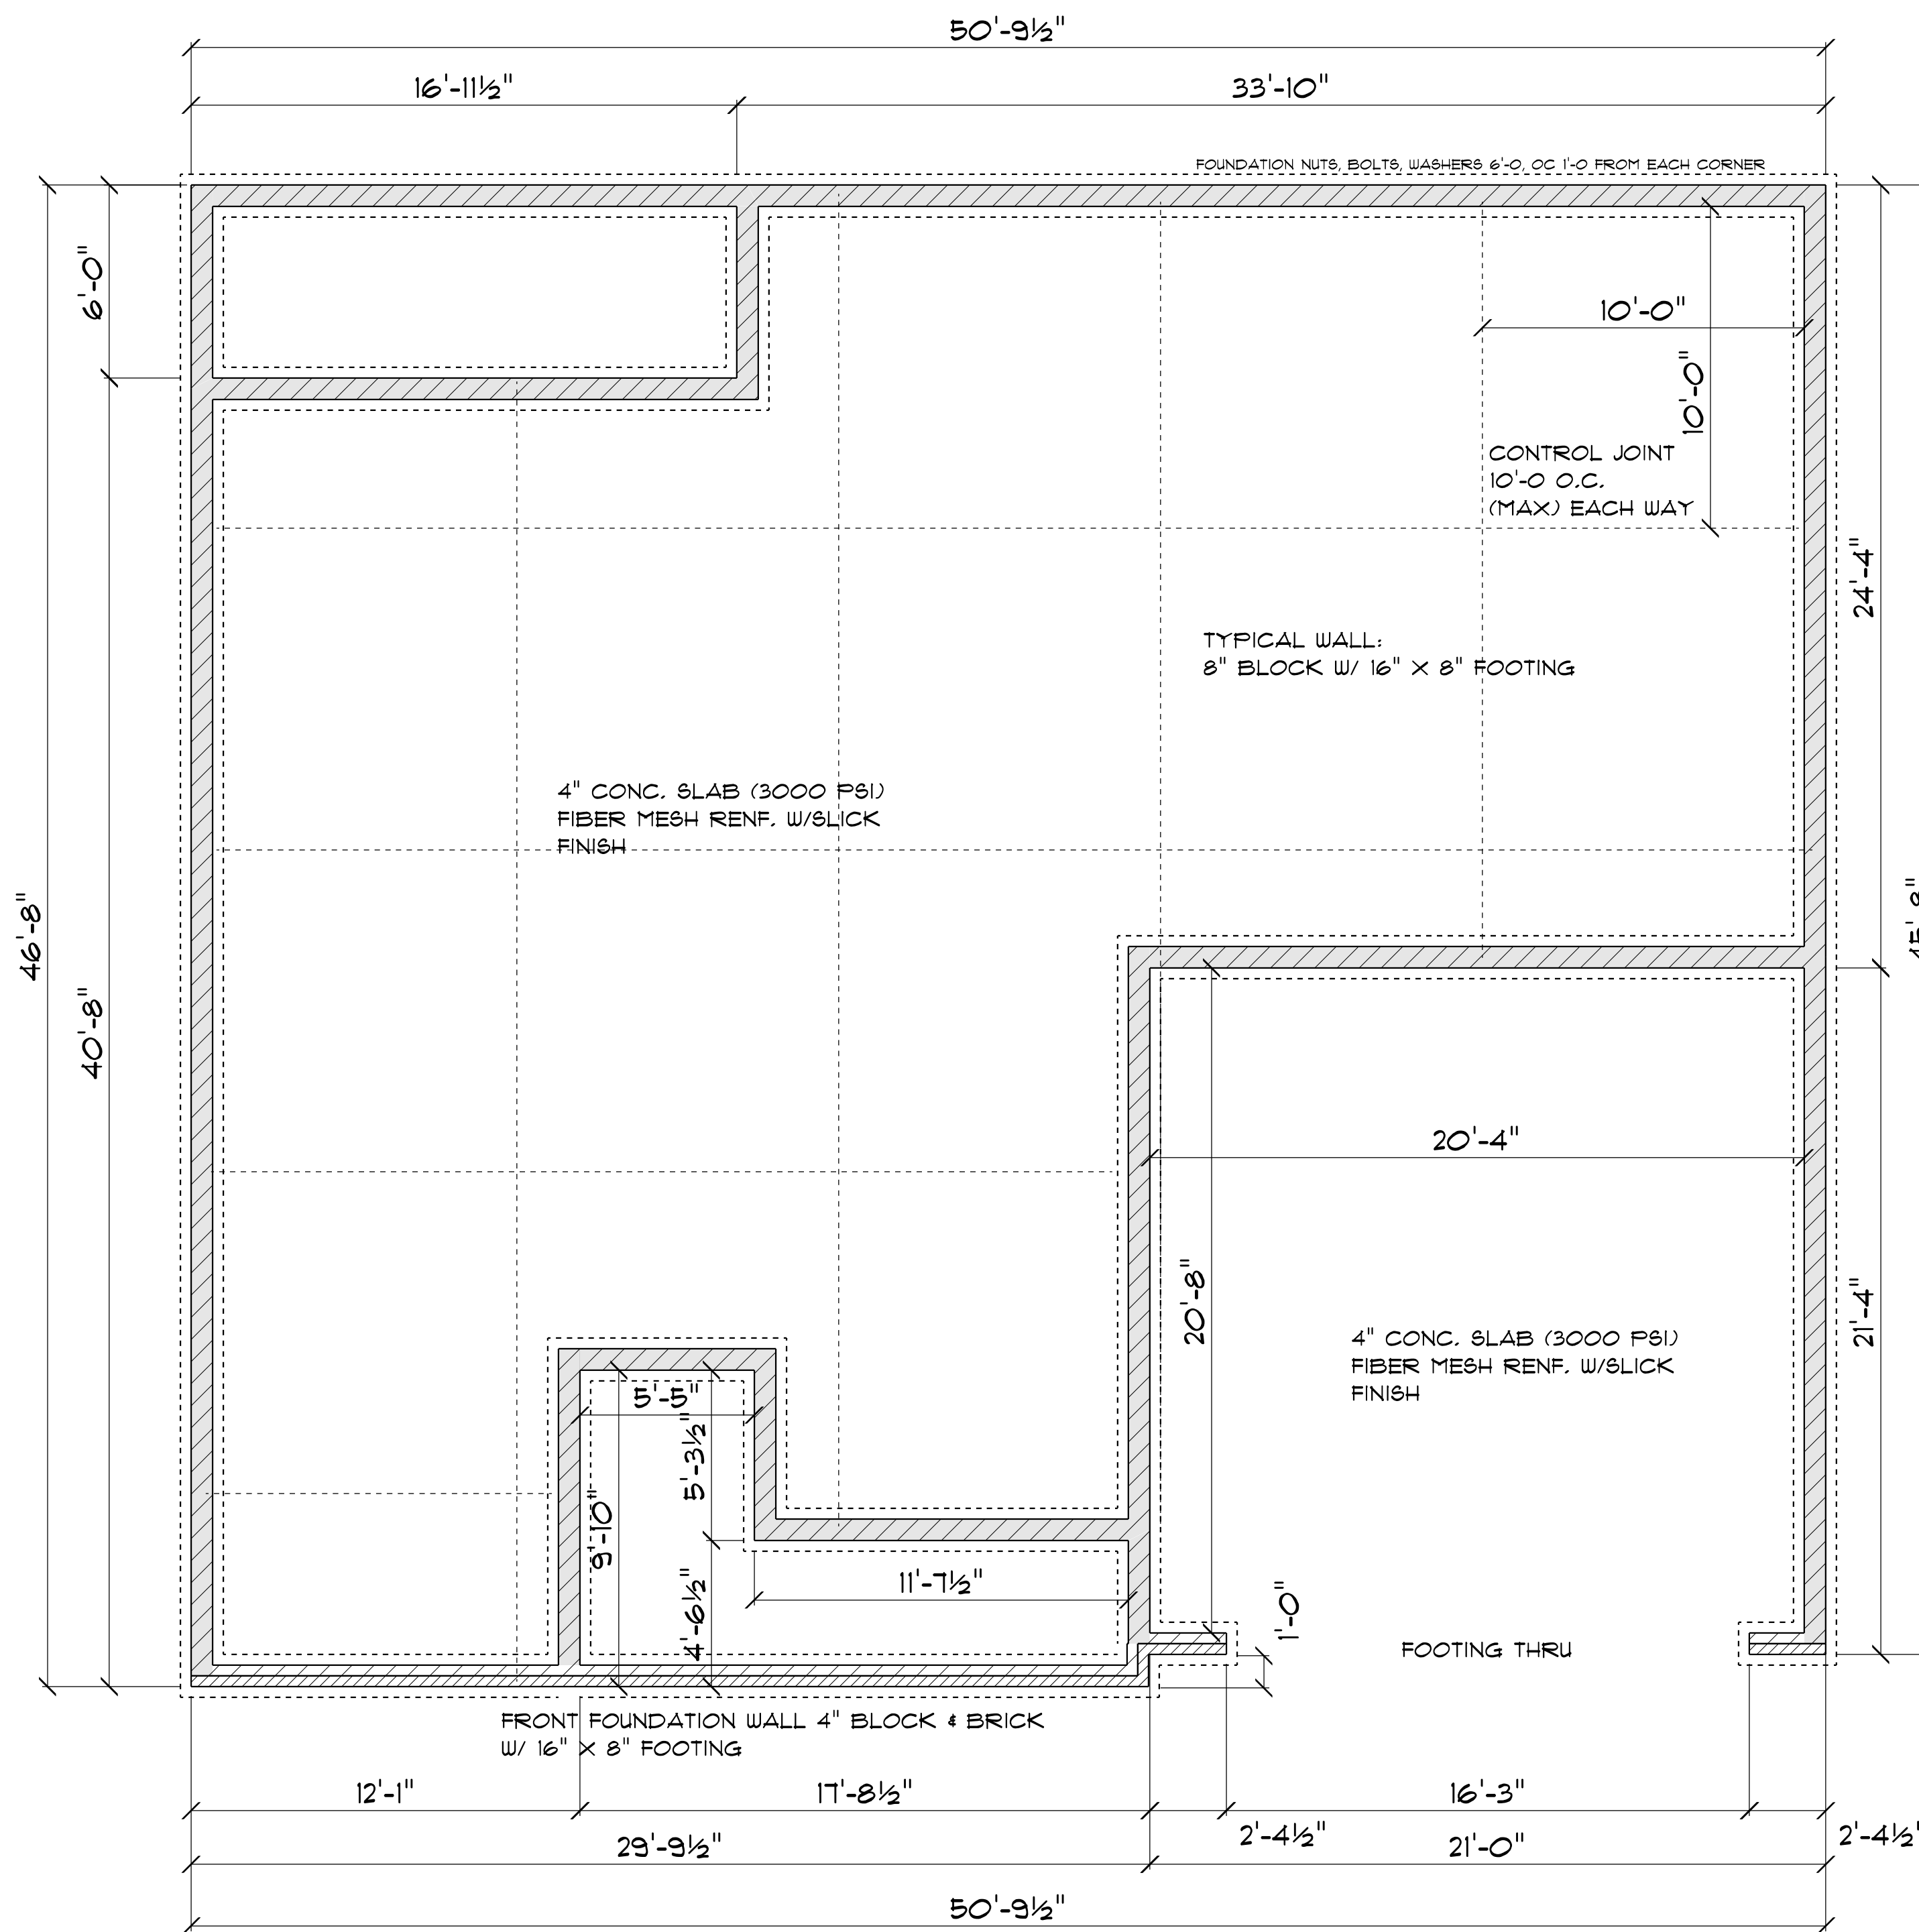 50'-9½"
16'-11½"
33'-10"
FOUNDATION NUTS, BOLTS, WASHERS 6'-0, OC 1'-0 FROM EACH CORNER
6'-0"
10'-0"
10'-0"
CONTROL JOINT
10'-0 O.C.
(MAX) EACH WAY
24'-4"
TYPICAL WALL:
8" BLOCK W/ 16" X 8" FOOTING
4" CONC. SLAB (3000 PSI)
FIBER MESH RENF. W/SLICK
FINISH
46'-8"
40'-8"
20'-4"
20'-8"
21'-4"
4" CONC. SLAB (3000 PSI)
FIBER MESH RENF. W/SLICK
FINISH
5'-5"
5'-3½"
9'-10"
11'-7½"
4'-6½"
1'-0"
FOOTING THRU
FRONT FOUNDATION WALL 4" BLOCK & BRICK
W/ 16" X 8" FOOTING
12'-1"
17'-8½"
16'-3"
2'-4½"
2'-4½"
29'-9½"
21'-0"
50'-9½"